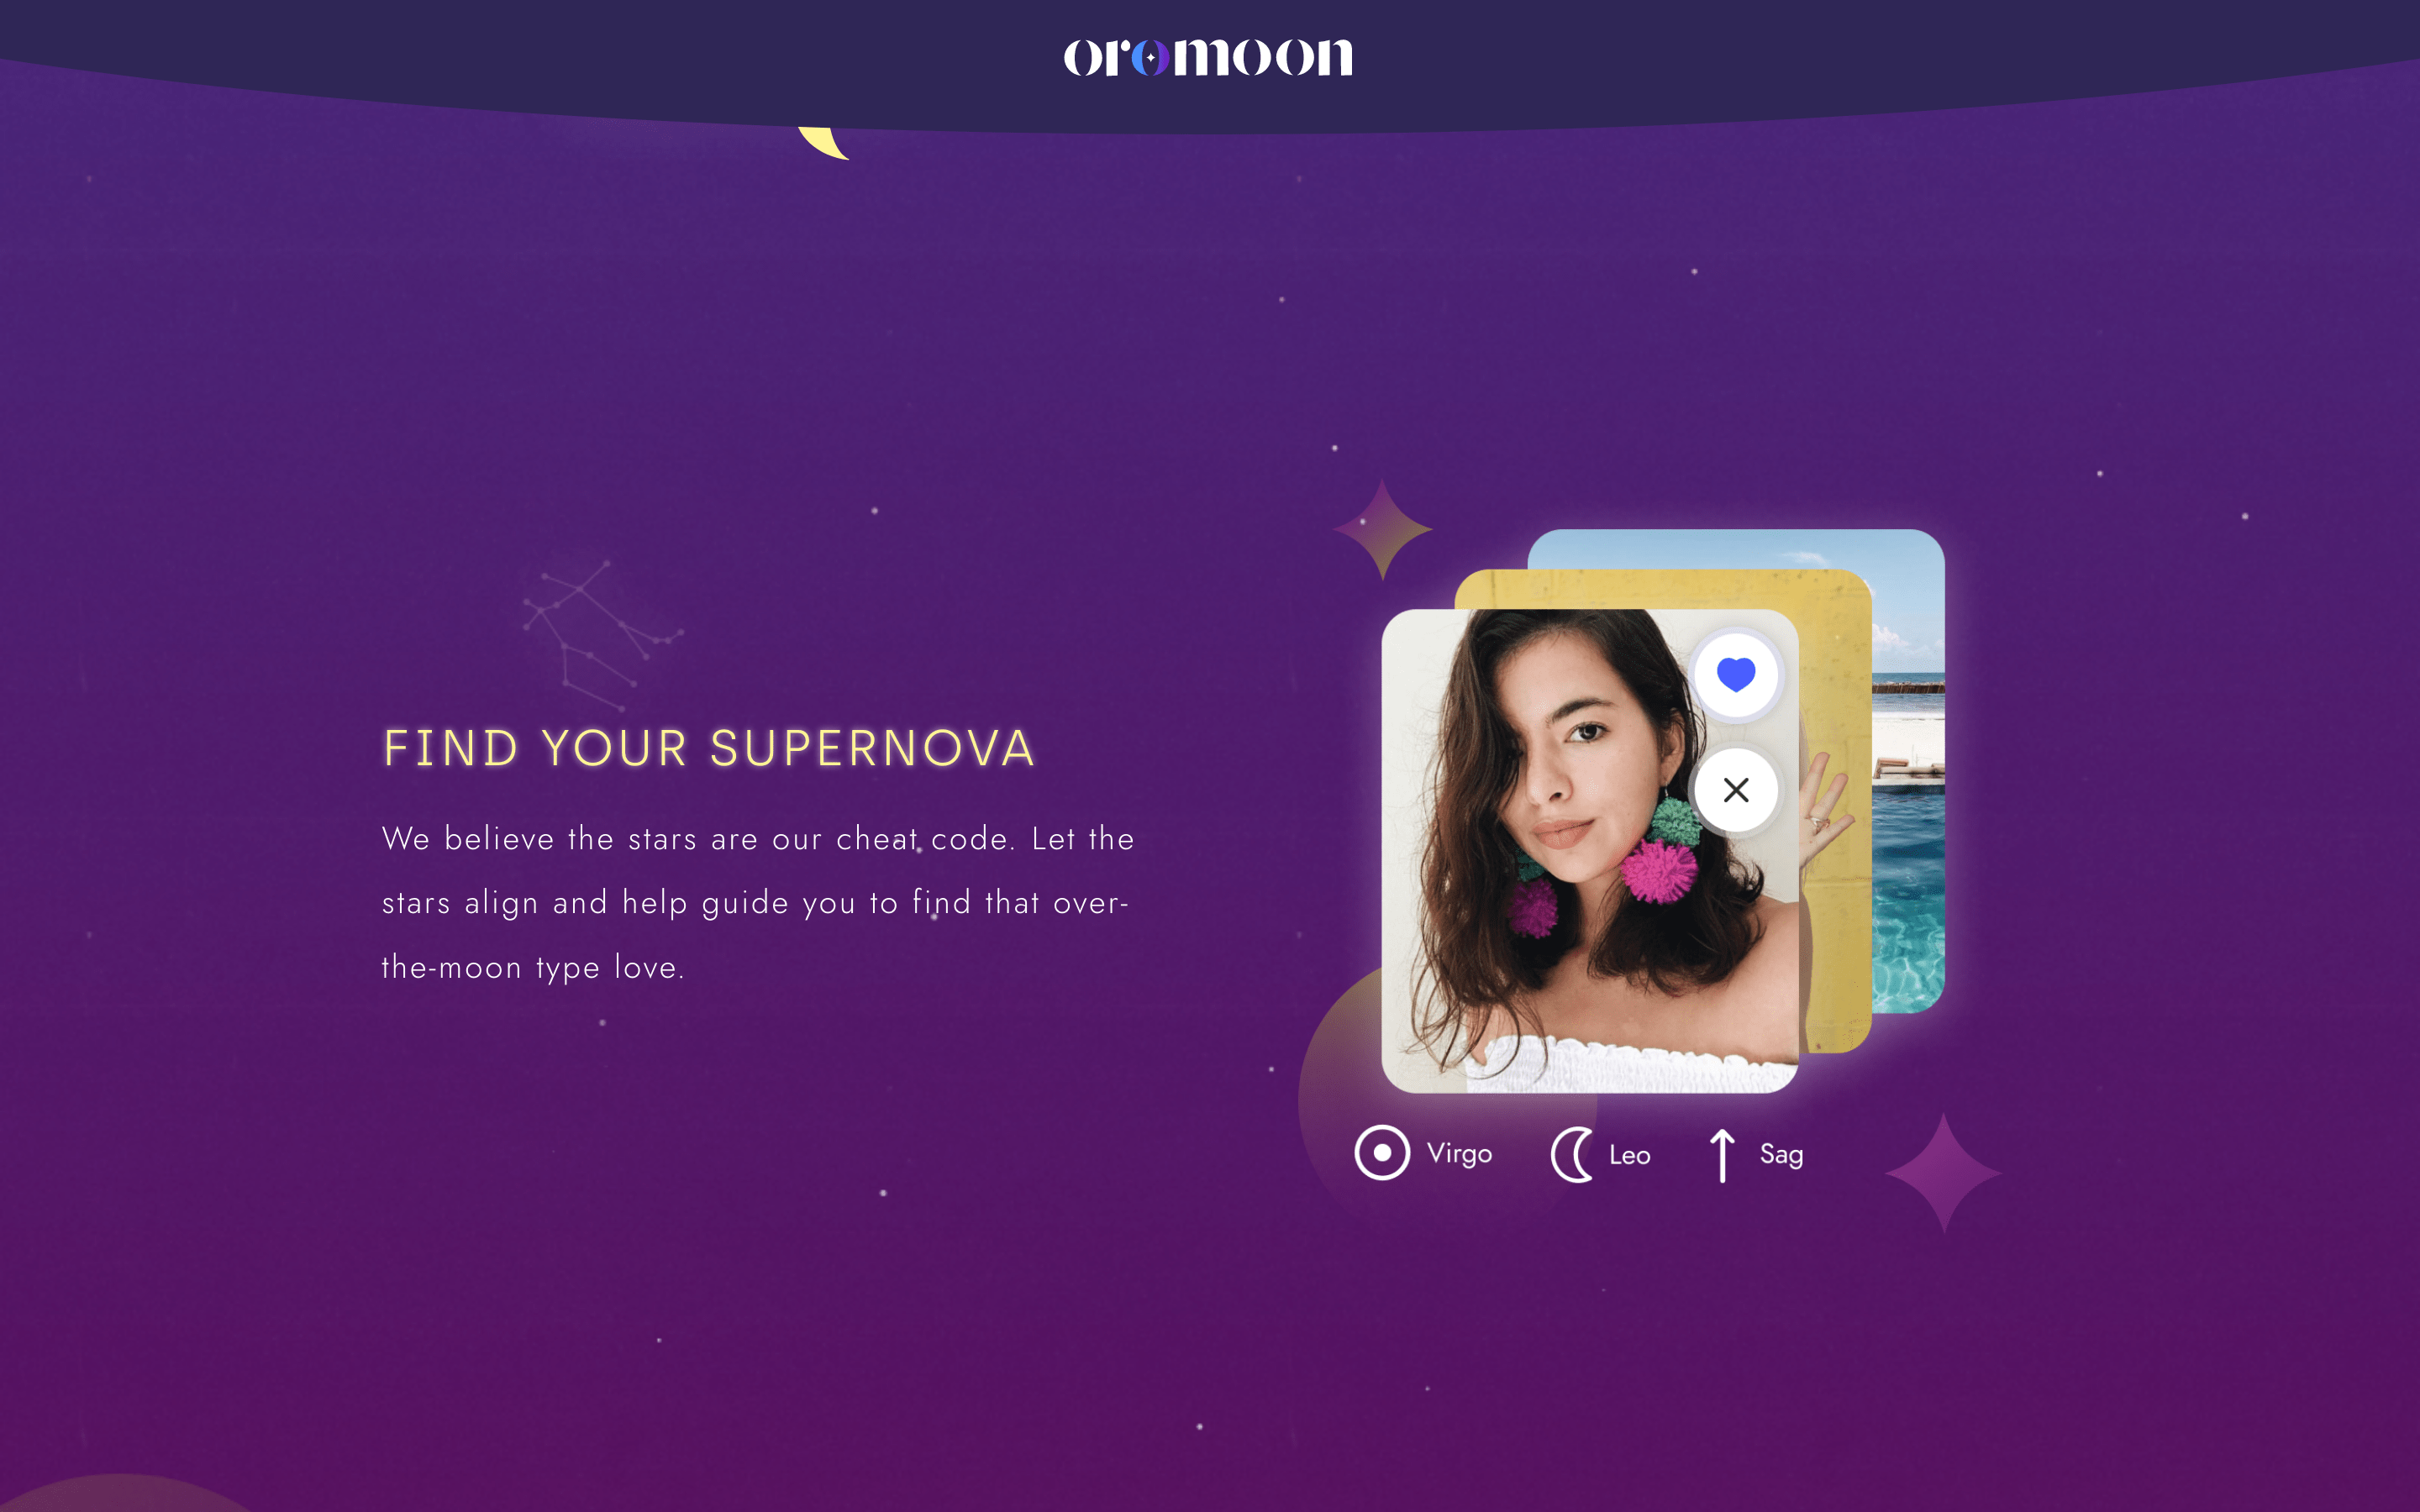 oromoon
FIND YOUR SUPERNOVA
We believe the stars are our cheat code. Let the
stars align and help guide you to find that over-
the-moon type love.
Virgo Leo Sag